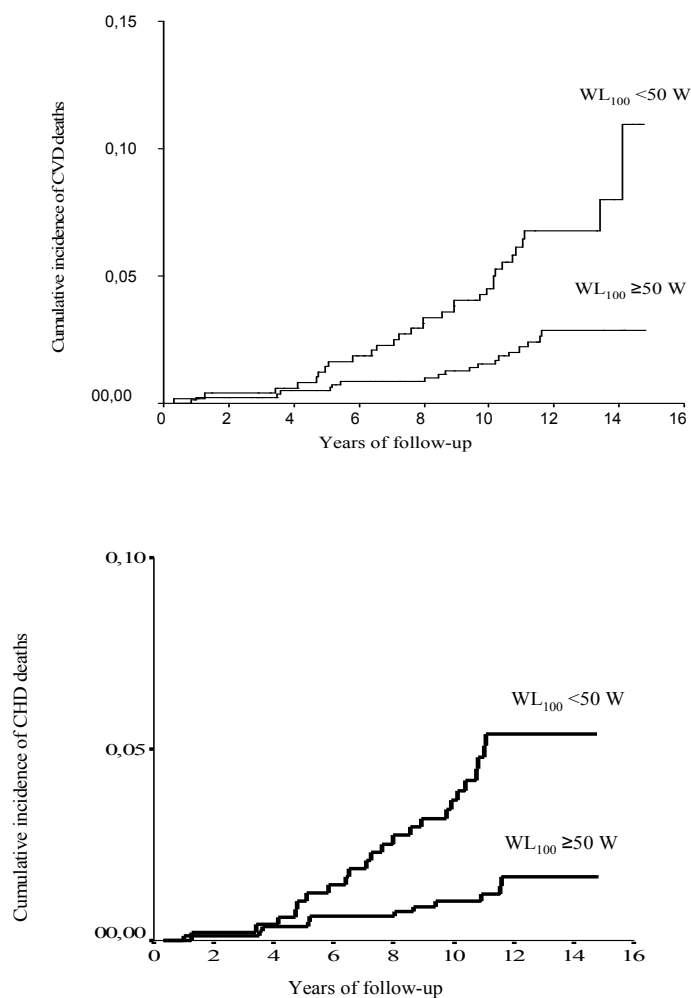 0,15
WL100 <50 W
0,10
Cumulative incidence of CVD deaths
0,05
WL100 ≥50 W
00,00
0 2 4 6 8 10 12 14 16
Years of follow-up
0,10
Cumulative incidence of CHD deaths
WL100 <50 W
0,05
WL100 ≥50 W
00,00
0 2 4 6 8 10 12 14 16
Years of follow-up